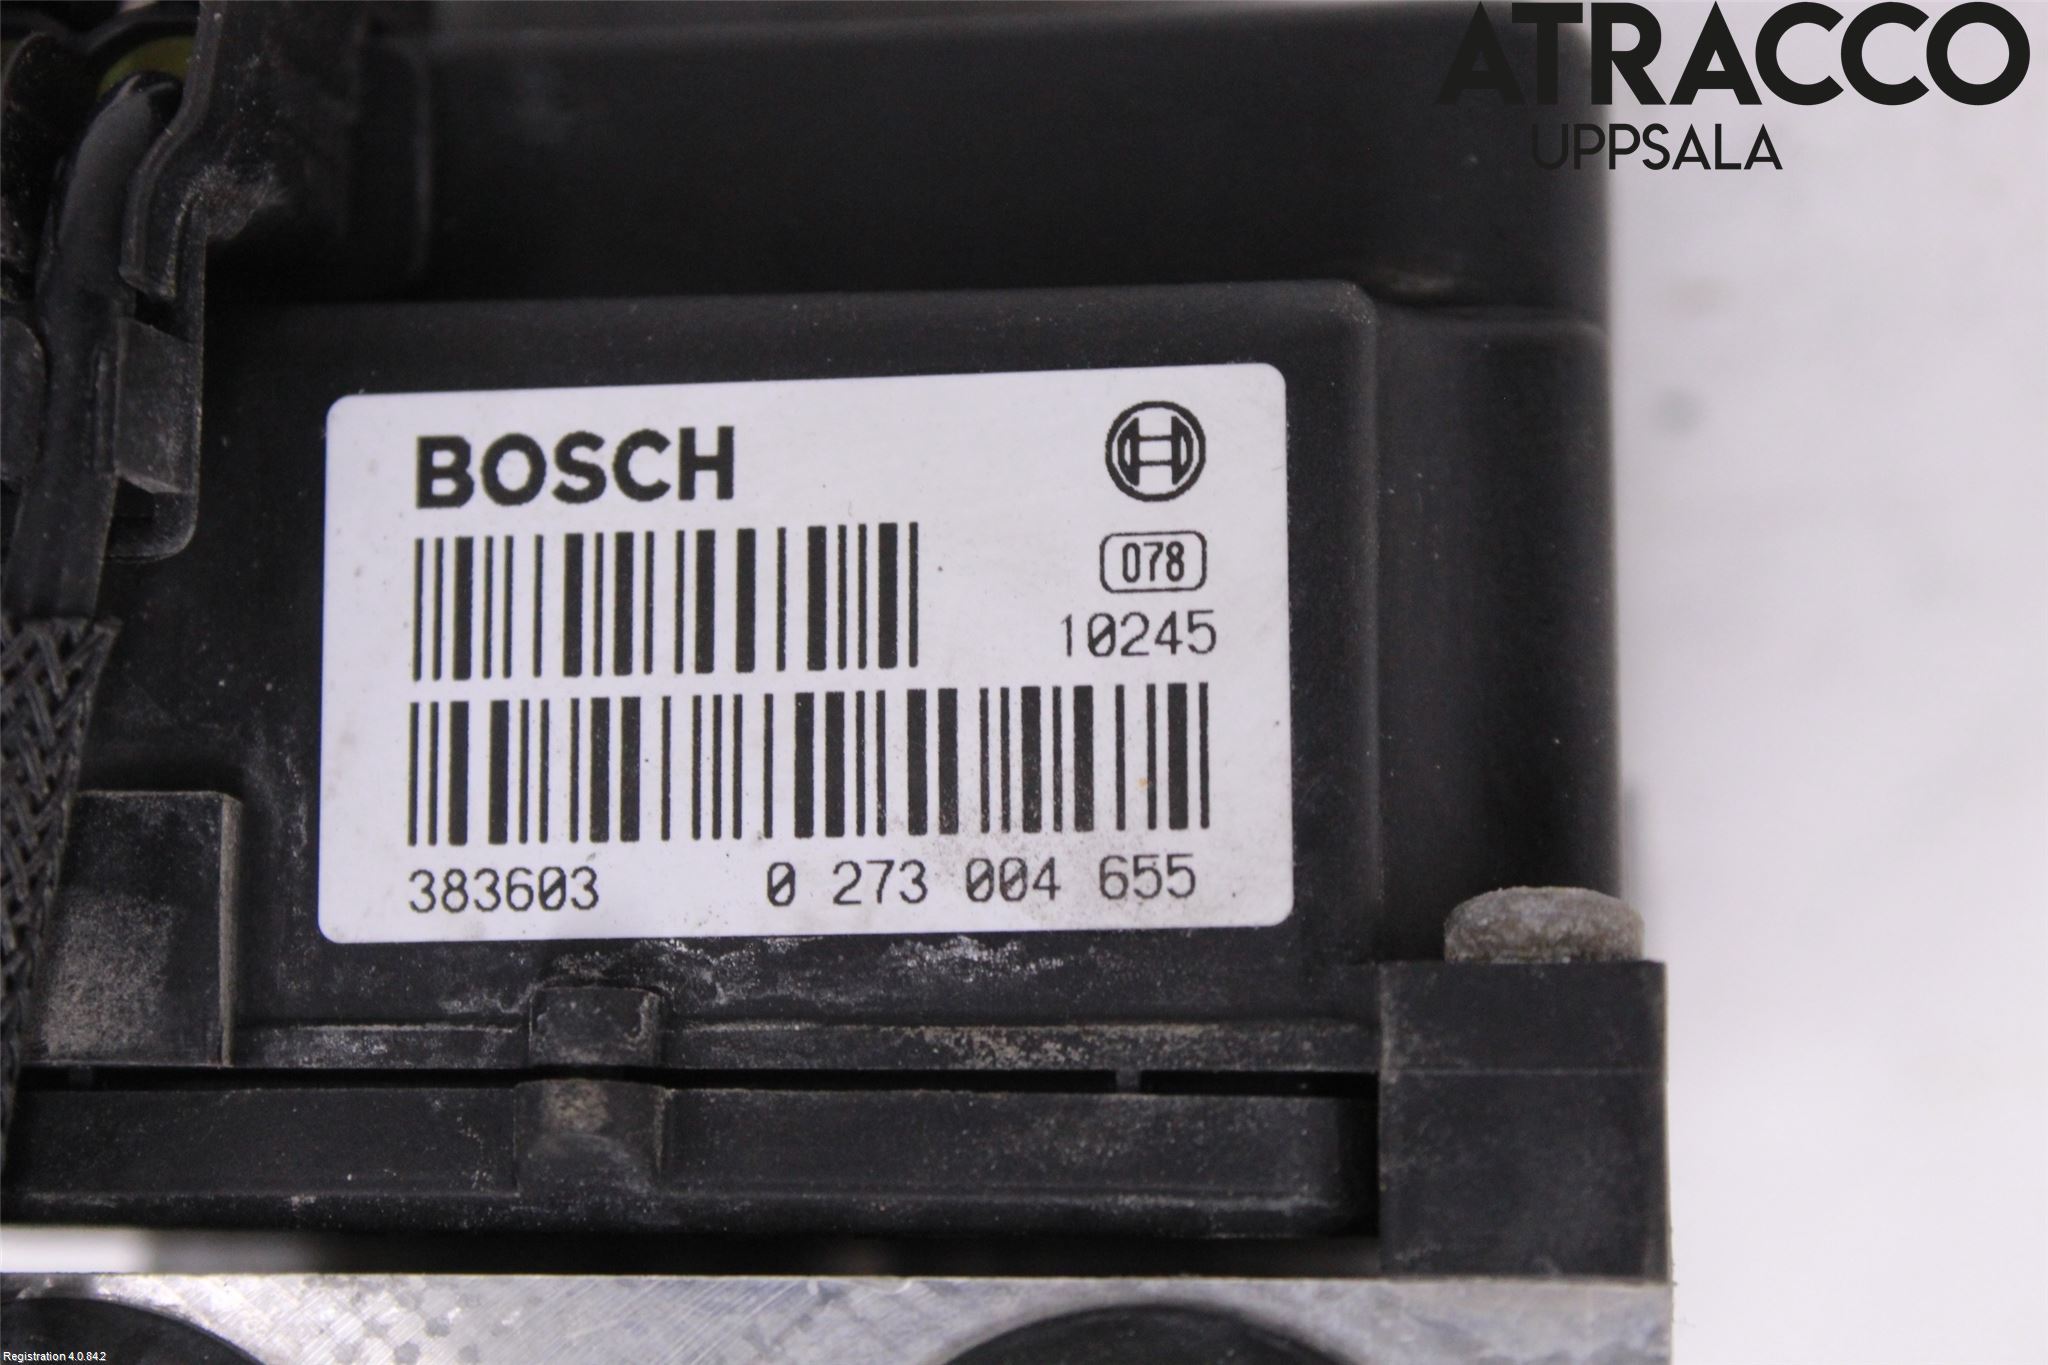 ATRACCO
UPPSALA
BOSCH
078
10245
383603 0 273 004 655
Registration 4.0.84.2